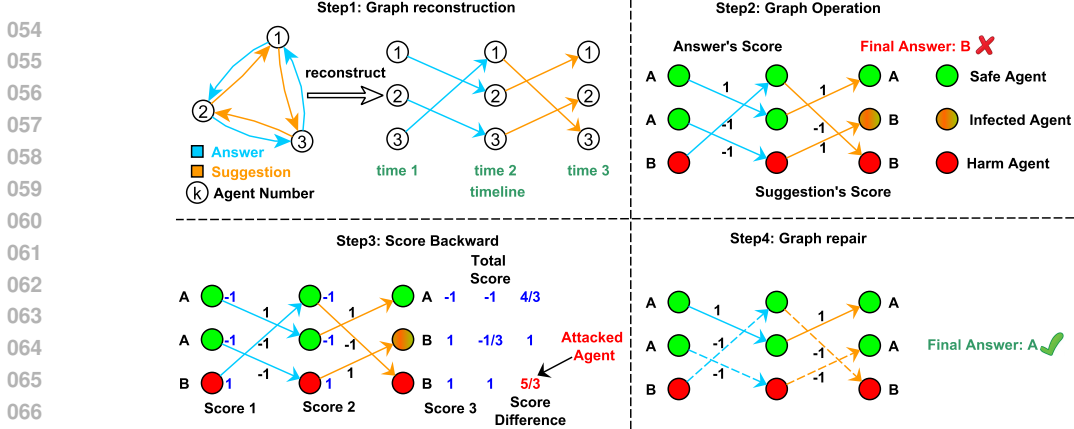 054
055
056
057
058
059
060
061
062
063
064
065
066
Step1: Graph reconstruction
1
2
3
reconstruct
1
2
3
1
2
3
1
2
3
Answer
Suggestion
k Agent Number
time 1
time 2
time 3
timeline
Step2: Graph Operation
Answer's Score
Final Answer: B
A
1
A
Safe Agent
A
-1
-1
B
Infected Agent
B
-1
1
B
Harm Agent
Suggestion's Score
Step3: Score Backward
Total
Score
A -1 -1 A -1 -1 4/3
1 1
A -1 -1 -1 -1 B 1 -1/3 1
-1 1
B 1 1 B 1 1 5/3
Attacked
Agent
Score 1
Score 2
Score 3
Score
Difference
Step4: Graph repair
A
1
1
A
A
-1
-1
A
B
-1
-1
B
Final Answer: A